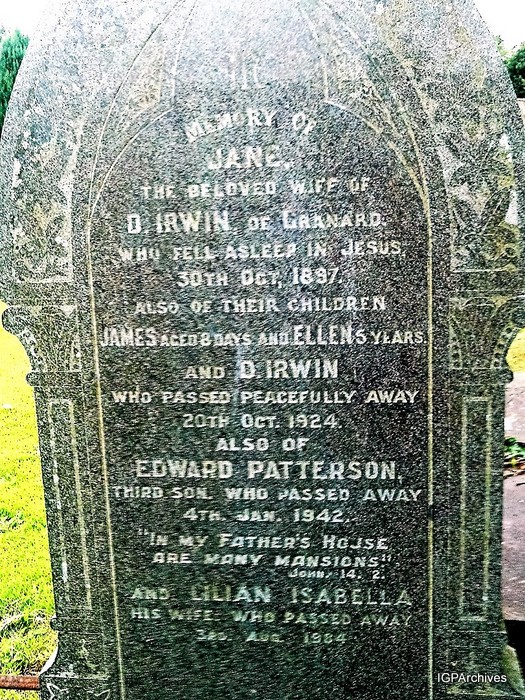 IN
MEMORY OF
JANE,
THE BELOVED WIFE OF
D. IRWIN, OF GRANARD.
WHO FELL ASLEEP IN JESUS,
30TH OCT. 1897.
ALSO OF THEIR CHILDREN
JAMES AGED 8 DAYS AND ELLEN 5 YEARS.
AND D. IRWIN
WHO PASSED PEACEFULLY AWAY
20TH OCT. 1924.
ALSO OF
EDWARD PATTERSON,
THIRD SON, WHO PASSED AWAY
4TH. JAN. 1942.
"IN MY FATHER'S HOUSE
ARE MANY MANSIONS"
JOHN. 14. 2.
AND LILIAN ISABELLA
HIS WIFE. WHO PASSED AWAY
3RD. AUG. 1984
IGPArchives